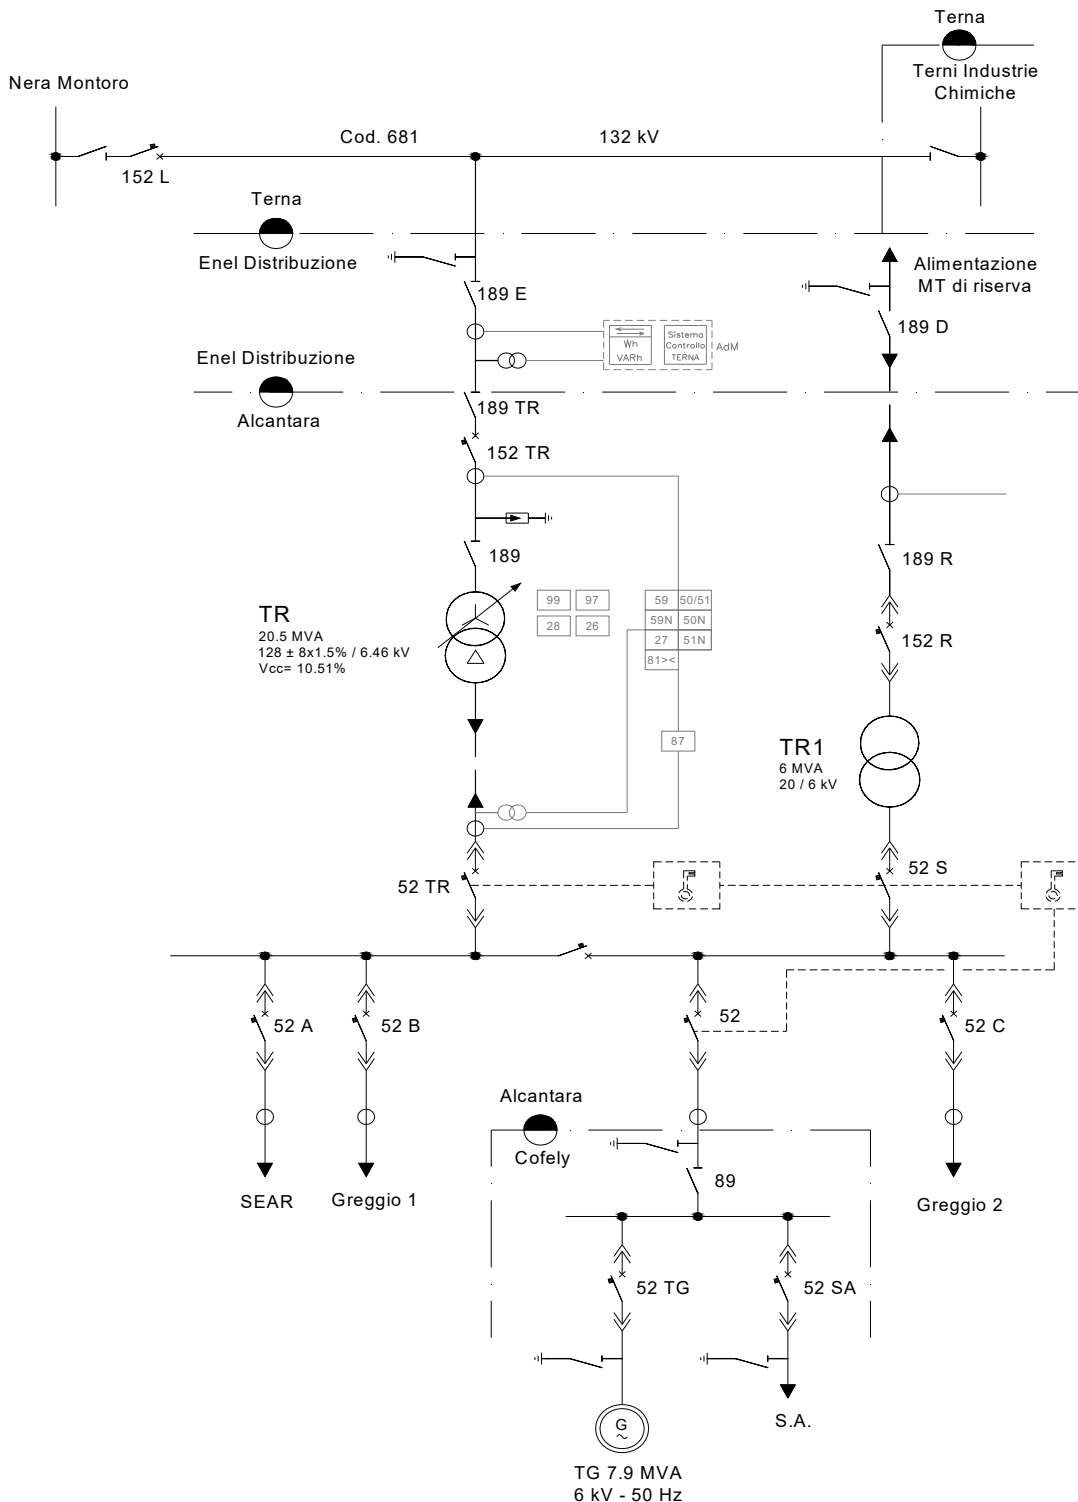 Terna
Terni Industrie
Chimiche
Nera Montoro
Cod. 681
132 kV
152 L
Terna
Enel Distribuzione
Alimentazione
MT di riserva
189 E
189 D
Wh
VARh
Sistema
Controllo
TERNA
AdM
Enel Distribuzione
Alcantara
189 TR
152 TR
189
189 R
TR
20.5 MVA
128 ± 8x1.5% / 6.46 kV
Vcc= 10.51%
99 97
28 26
59 50/51
59N 50N
27 51N
81><
152 R
87
TR1
6 MVA
20 / 6 kV
52 TR
52 S
52 A
52 B
52
52 C
Alcantara
Cofely
89
SEAR
Greggio 1
Greggio 2
52 TG
52 SA
G
~
S.A.
TG 7.9 MVA
6 kV - 50 Hz